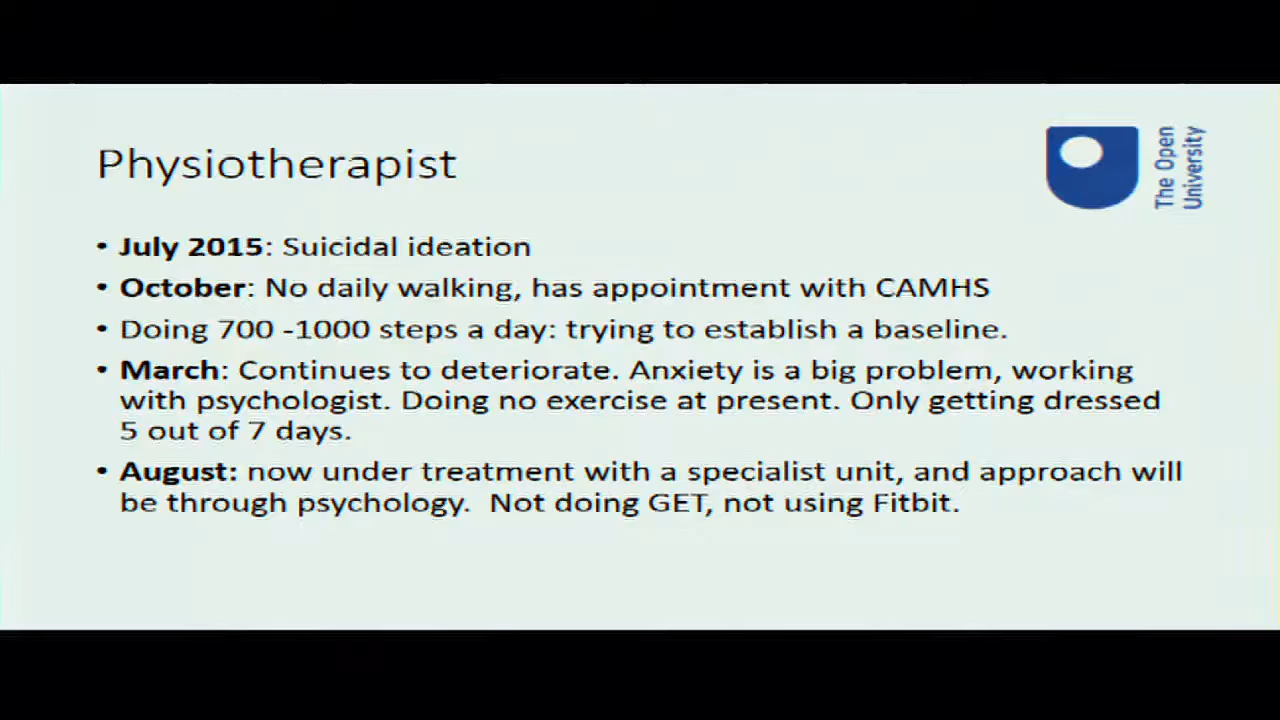 Physiotherapist
The Open
University
• July 2015: Suicidal ideation
• October: No daily walking, has appointment with CAMHS
• Doing 700 -1000 steps a day: trying to establish a baseline.
• March: Continues to deteriorate. Anxiety is a big problem, working
with psychologist. Doing no exercise at present. Only getting dressed
5 out of 7 days.
• August: now under treatment with a specialist unit, and approach will
be through psychology.  Not doing GET, not using Fitbit.